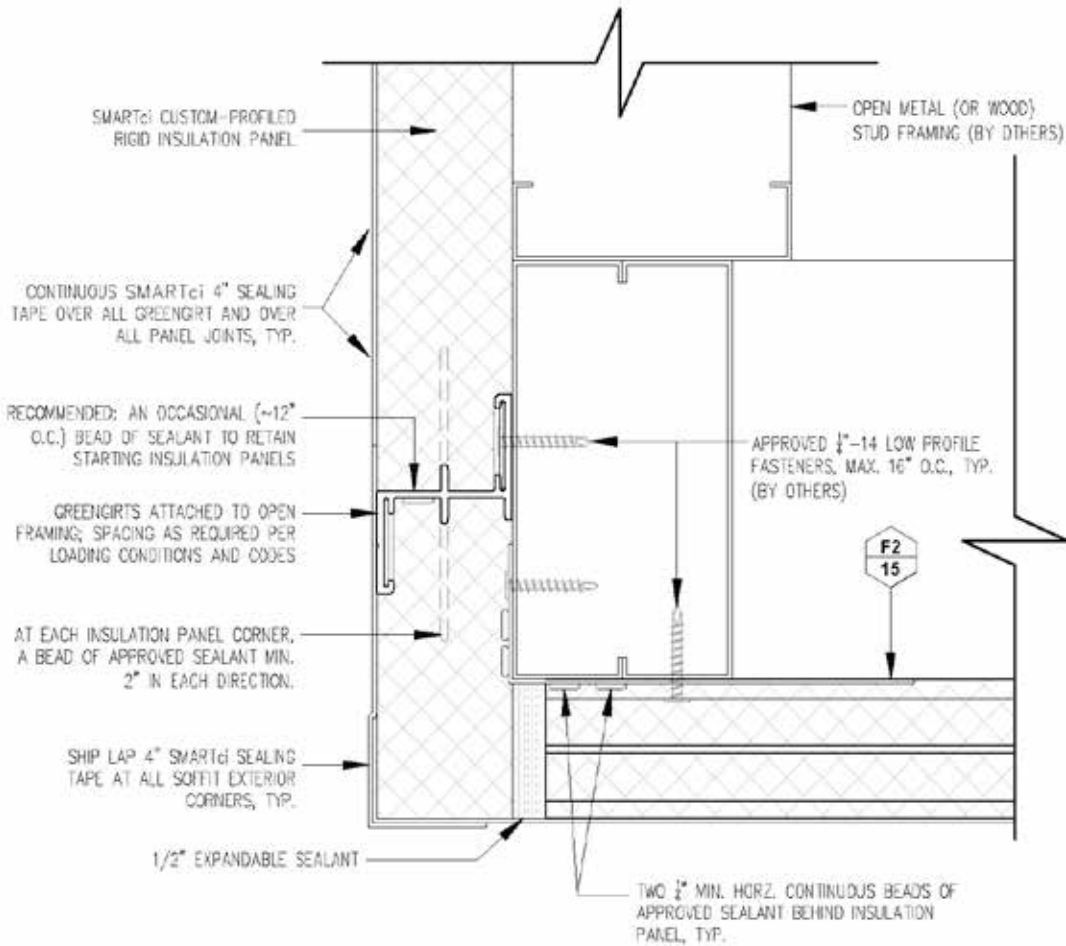 SMARTci CUSTOM-PROFILED
RIGID INSULATION PANEL
OPEN METAL (OR WOOD)
STUD FRAMING (BY OTHERS)
CONTINUOUS SMARTci 4" SEALING
TAPE OVER ALL GREENGIRT AND OVER
ALL PANEL JOINTS, TYP.
RECOMMENDED: AN OCCASIONAL (~12"
O.C.) BEAD OF SEALANT TO RETAIN
STARTING INSULATION PANELS
APPROVED ¼"-14 LOW PROFILE
FASTENERS, MAX. 16" O.C., TYP.
(BY OTHERS)
GREENGIRTS ATTACHED TO OPEN
FRAMING; SPACING AS REQUIRED PER
LOADING CONDITIONS AND CODES
F2
15
AT EACH INSULATION PANEL CORNER,
A BEAD OF APPROVED SEALANT MIN.
2" IN EACH DIRECTION.
SHIP LAP 4" SMARTci SEALING
TAPE AT ALL SOFFIT EXTERIOR
CORNERS, TYP.
1/2" EXPANDABLE SEALANT
TWO MIN. HORZ. CONTINUOUS BEADS OF
APPROVED SEALANT BEHIND INSULATION
PANEL, TYP.